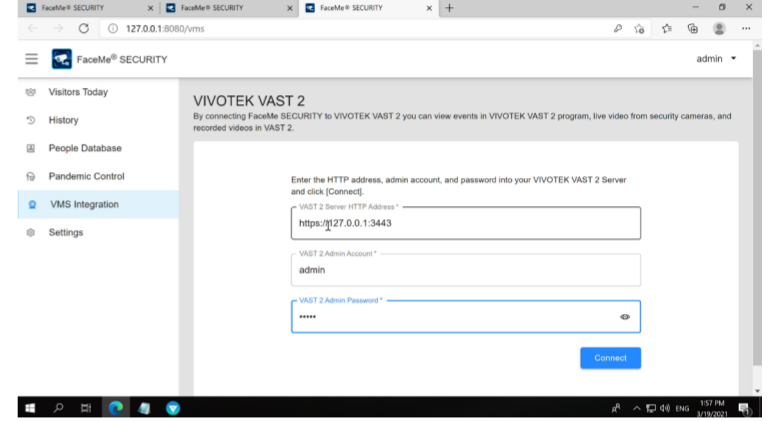 FaceMe® SECURITY
FaceMe® SECURITY
FaceMe® SECURITY
127.0.0.1:8080/vms
FaceMe® SECURITY
admin
Visitors Today
History
People Database
Pandemic Control
VMS Integration
Settings
VIVOTEK VAST 2
By connecting FaceMe SECURITY to VIVOTEK VAST 2 you can view events in VIVOTEK VAST 2 program, live video from security cameras, and
recorded videos in VAST 2.
Enter the HTTP address, admin account, and password into your VIVOTEK VAST 2 Server
and click [Connect].
VAST 2 Server HTTP Address *
https://127.0.0.1:3443
VAST 2 Admin Account *
admin
VAST 2 Admin Password *
•••••
Connect
ENG
1:57 PM
3/19/2021